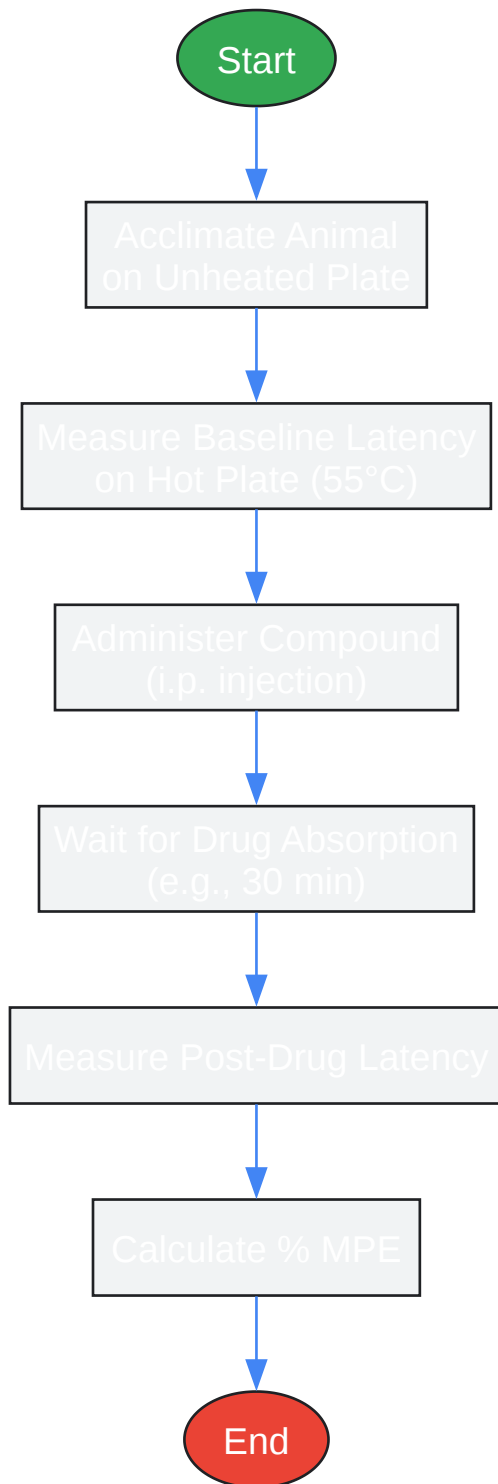 Start
Acclimate Animal
on Unheated Plate
Measure Baseline Latency
on Hot Plate (55°C)
Administer Compound
(i.p. injection)
Wait for Drug Absorption
(e.g., 30 min)
Measure Post-Drug Latency
Calculate % MPE
End